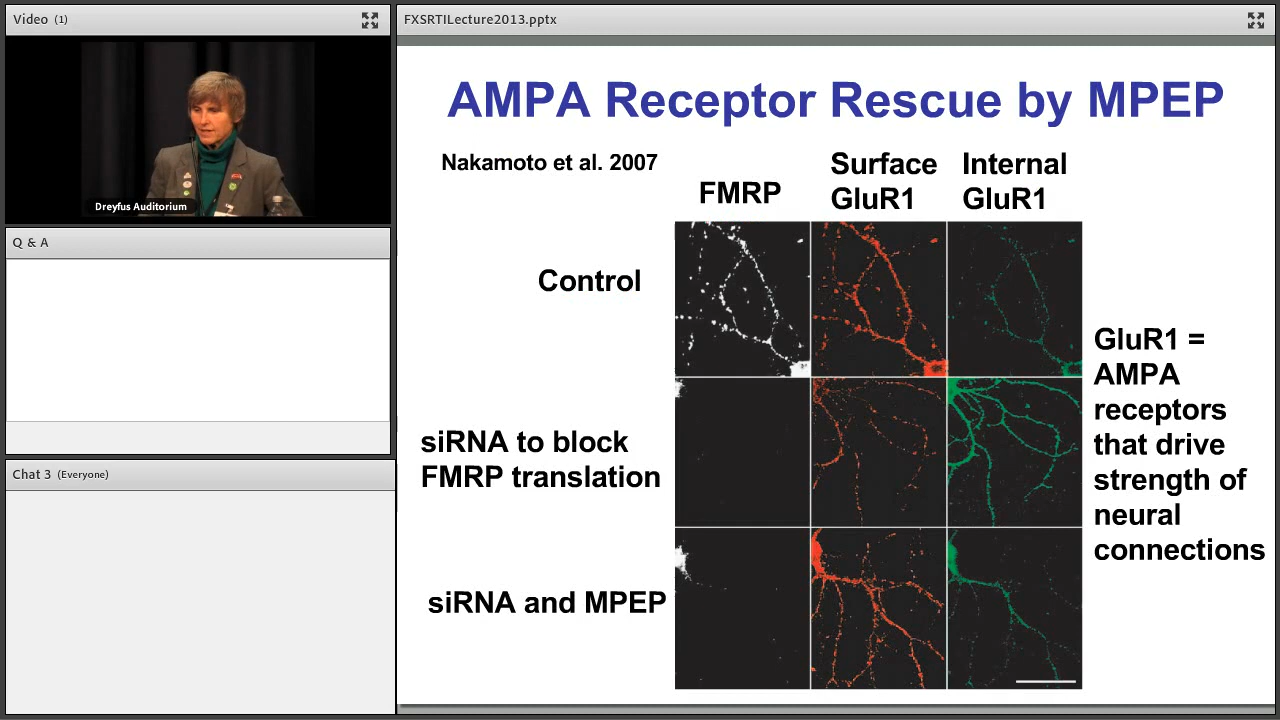 Video (1)
Dreyfus Auditorium
Q & A
Chat 3 (Everyone)
FXSRTILecture2013.pptx
AMPA Receptor Rescue by MPEP
Nakamoto et al. 2007
FMRP
Surface
GluR1
Internal
GluR1
Control
siRNA to block
FMRP translation
siRNA and MPEP
GluR1 =
AMPA
receptors
that drive
strength of
neural
connections